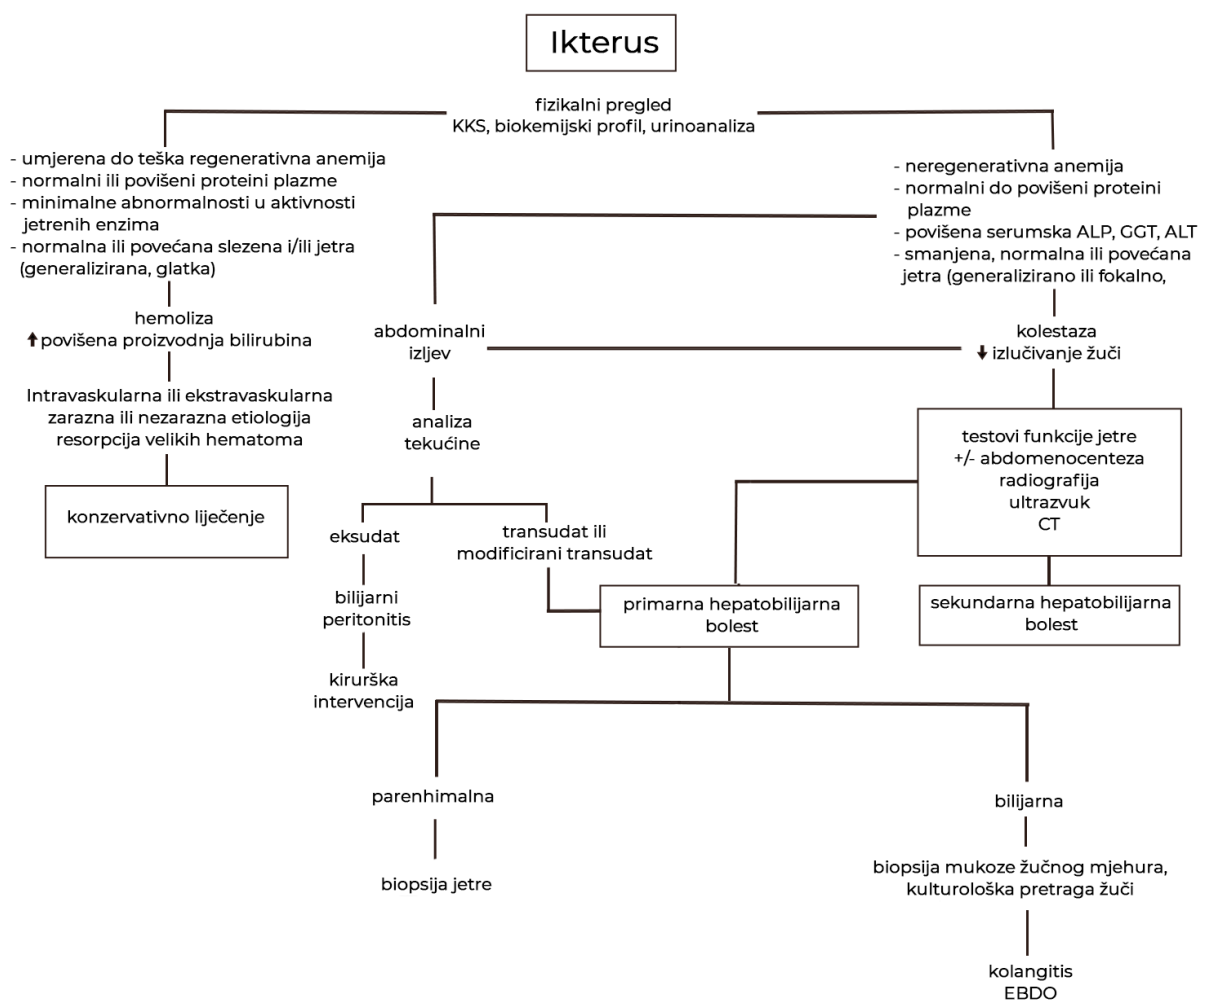 Ikterus
fizikalni pregled
KKS, biokemijski profil, urinoanaliza
- umjerena do teška regenerativna anemija
- normalni ili povišeni proteini plazme
- minimalne abnormalnosti u aktivnosti
jetrenih enzima
- normalna ili povećana slezena i/ili jetra
(generalizirana, glatka)
hemoliza
⬆povišena proizvodnja bilirubina
Intravaskularna ili ekstravaskularna
zarazna ili nezarazna etiologija
resorpcija velikih hematoma
konzervativno liječenje
- neregenerativna anemija
- normalni do povišeni proteini
plazme
- povišena serumska ALP, GGT, ALT
- smanjena, normalna ili povećana
jetra (generalizirano ili fokalno,
abdominalni
izljev
kolestaza
⬇ izlučivanje žuči
analiza
tekućine
testovi funkcije jetre
+/- abdomenocenteza
radiografija
ultrazvuk
CT
eksudat
transudat ili
modificirani transudat
bilijarni
peritonitis
kirurška
intervencija
primarna hepatobilijarna
bolest
sekundarna hepatobilijarna
bolest
parenhimalna
biopsija jetre
bilijarna
biopsija mukoze žučnog mjehura,
kulturološka pretraga žuči
kolangitis
EBDO